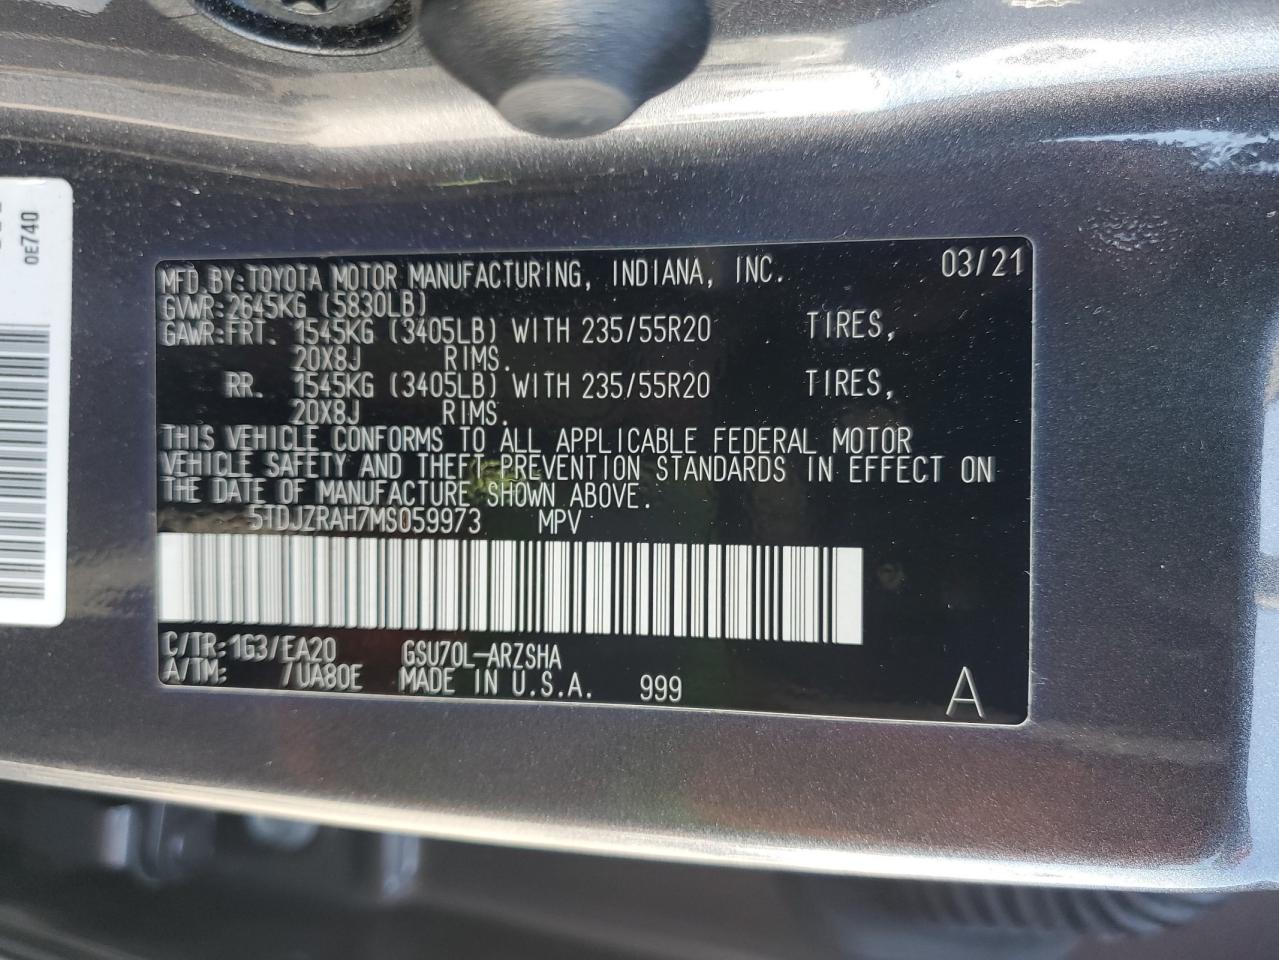 MFD.BY:TOYOTA MOTOR MANUFACTURING, INDIANA, INC. 03/21
GVWR:2645KG (5830LB)
GAWR:FRT. 1545KG (3405LB) WITH 235/55R20 TIRES,
20X8J RIMS.
RR. 1545KG (3405LB) WITH 235/55R20 TIRES,
20X8J RIMS.
THIS VEHICLE CONFORMS TO ALL APPLICABLE FEDERAL MOTOR
VEHICLE SAFETY AND THEFT PREVENTION STANDARDS IN EFFECT ON
THE DATE OF MANUFACTURE SHOWN ABOVE.
5TDJZRAH7MS059973 MPV
C/TR:1G3/EA20 GSU70L-ARZSHA
A/TM: /UA80E MADE IN U.S.A. 999 A
0E740